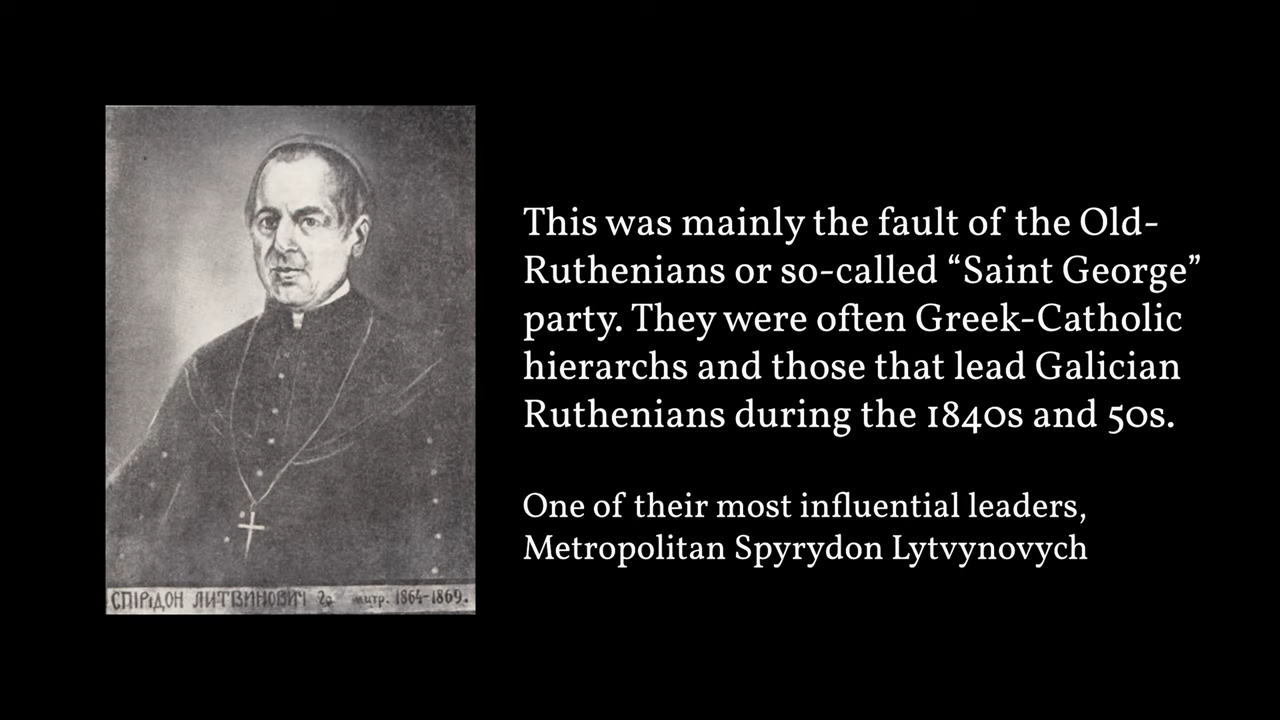 This was mainly the fault of the Old-
Ruthenians or so-called “Saint George”
party. They were often Greek-Catholic
hierarchs and those that lead Galician
Ruthenians during the 1840s and 50s.
One of their most influential leaders,
Metropolitan Spyrydon Lytvynovych
СПІРІДОН ЛИТВИНОВИЧ митр. 1864-1869.